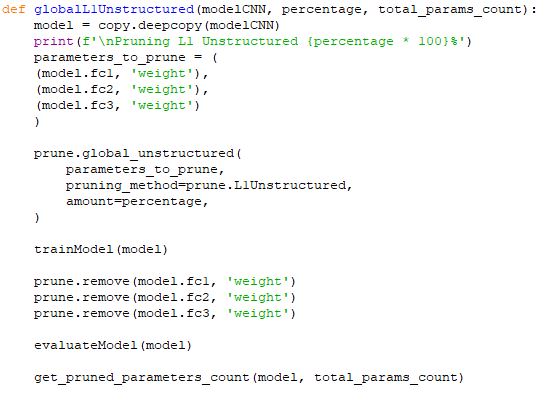 def globalL1Unstructured(modelCNN, percentage, total_params_count):
    model = copy.deepcopy(modelCNN)
    print(f'\nPruning L1 Unstructured {percentage * 100}%')
    parameters_to_prune = (
    (model.fc1, 'weight'),
    (model.fc2, 'weight'),
    (model.fc3, 'weight')
    )

    prune.global_unstructured(
        parameters_to_prune,
        pruning_method=prune.L1Unstructured,
        amount=percentage,
    )

    trainModel(model)

    prune.remove(model.fc1, 'weight')
    prune.remove(model.fc2, 'weight')
    prune.remove(model.fc3, 'weight')

    evaluateModel(model)

    get_pruned_parameters_count(model, total_params_count)